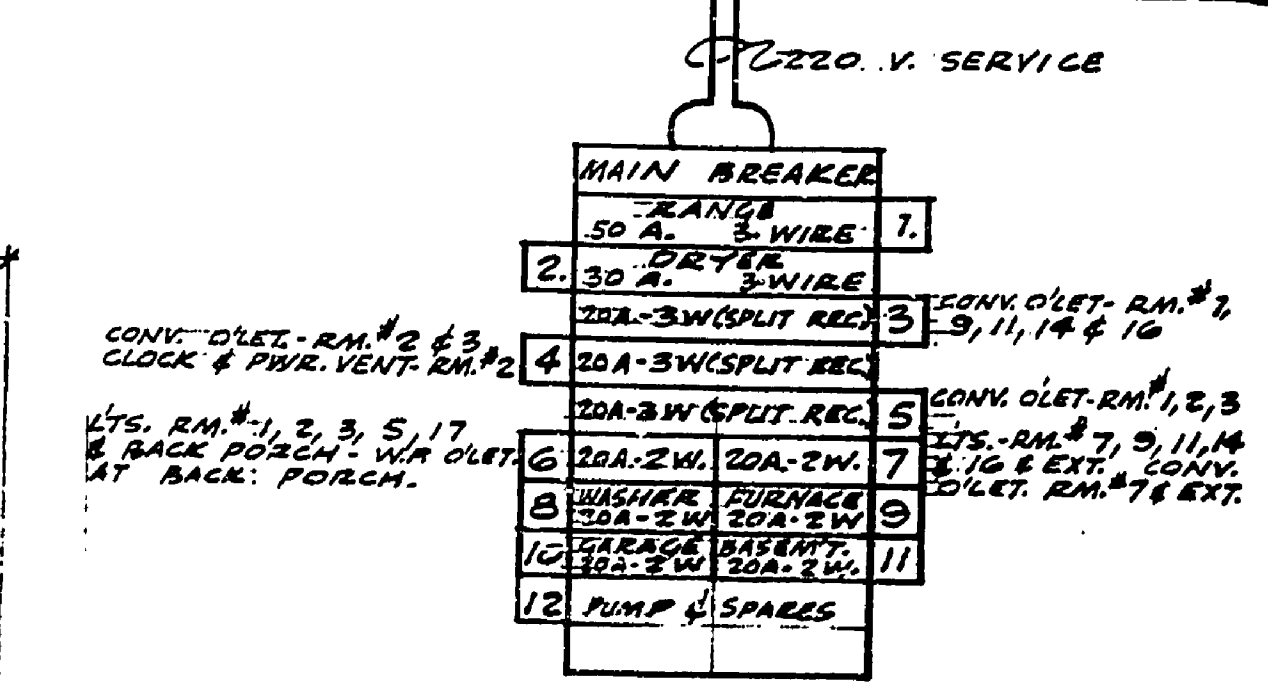 220 V. SERVICE
MAIN BREAKER
RANGE
50 A. 3-WIRE
1.
2.
DRYER
30 A. 3-WIRE
20A-3W (SPLIT REC)
3
CONV. O'LET- RM.#7,
9, 11, 14 & 16
CONV. O'LET.-RM.#2 & 3
CLOCK & PWR. VENT- RM.#2
4
20A-3W(SPLIT REC)
20A-3W (SPLIT REC.)
5
CONV. O'LET-RM.#1,2,3
LTS. RM.#1, 2, 3, 5, 17
& BACK PORCH - W.P. O'LET.
AT BACK PORCH.
6
20A.-2W.
20A.-2W.
7
LTS.-RM.#7, 9, 11, 14
& 16 & EXT. CONV.
O'LET. RM.#7 & EXT.
8
WASHER
20A-2W
FURNACE
20A-2W
9
10
GARAGE
20A-2W
BASEM'T.
20A-2W.
11
12
PUMP & SPARES